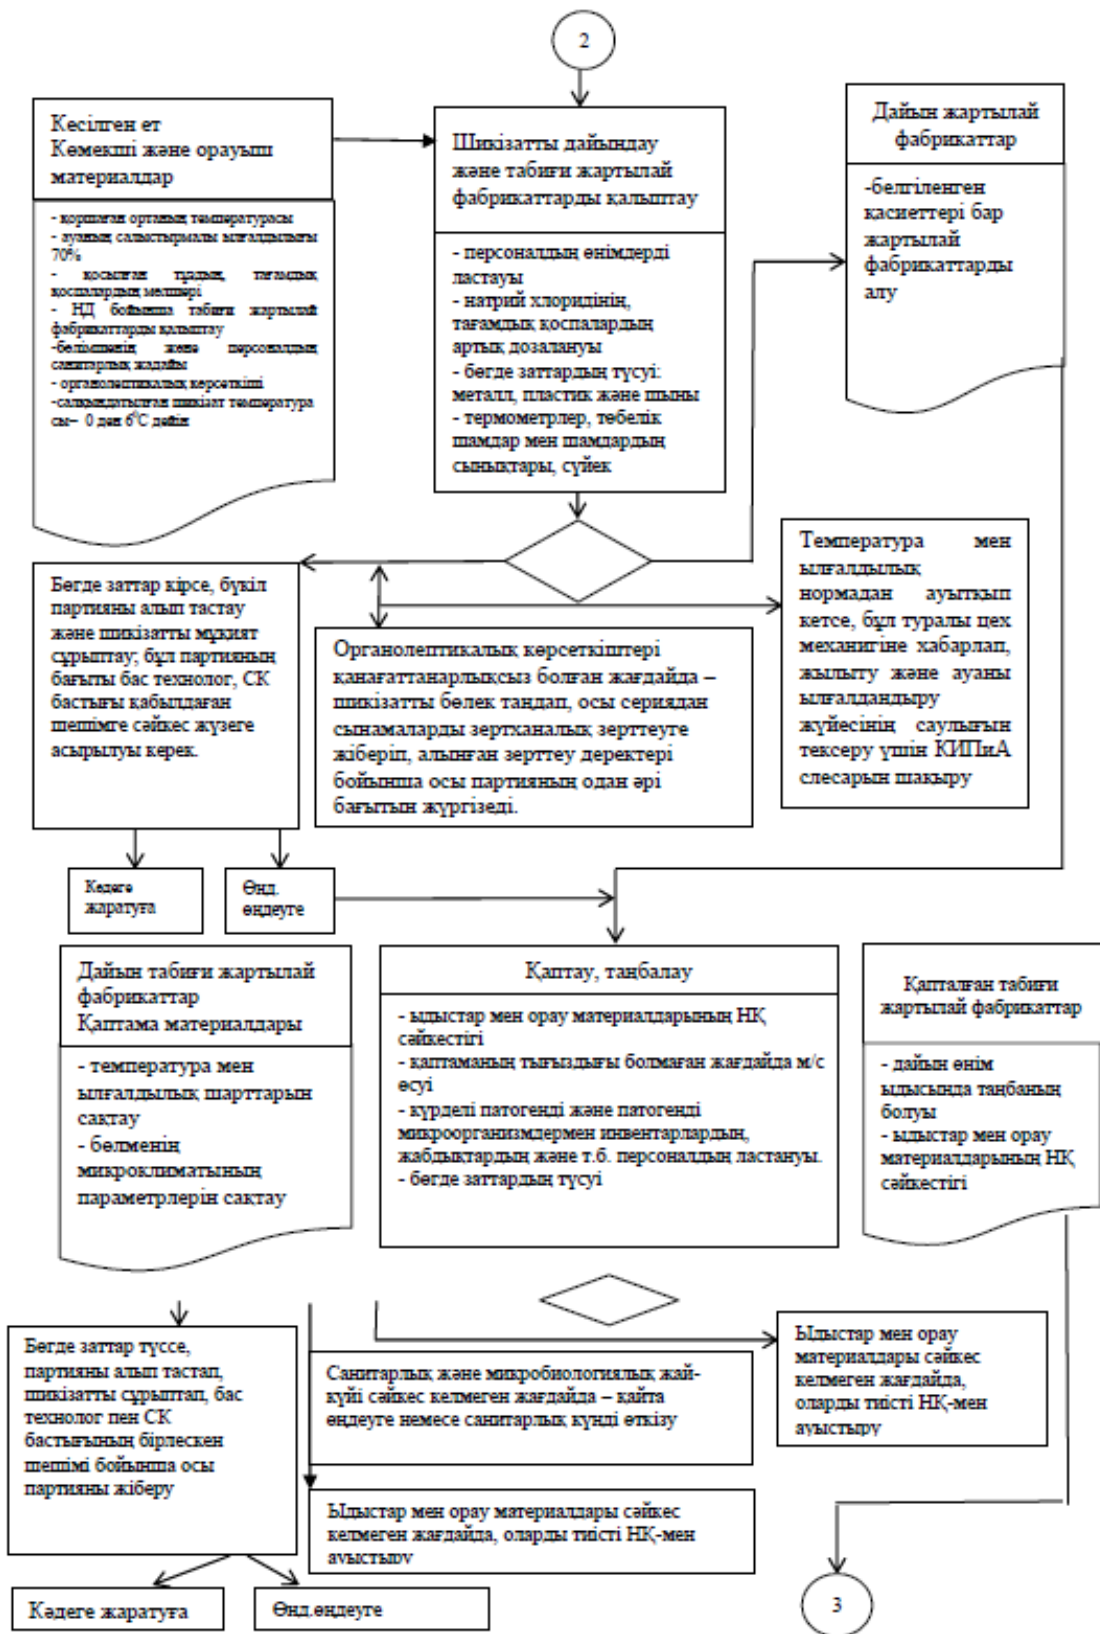 2
Кесілген ет
Көмекші және орауыш
материалдар
- қоршаған ортаның температурасы
- ауаның салыстырмалы ылғалдылығы
70%
- қосылған тұздың, тағамдық
қоспалардың мөлшері
- НД бойынша табиғи жартылай
фабрикаттарды қалыптау
-бөлімшенің және персоналдың
санитарлық жадайы
- органолептикалық көрсеткіші
-салқындатылған шикізат температура
сы– 0 ден 6⁰С дейін
Шикізатты дайындау
және табиғи жартылай
фабрикаттарды қалыптау
- персоналдың өнімдерді
ластауы
- натрий хлоридінің,
тағамдық қоспалардың
артық дозалануы
- бөгде заттардың түсуі:
металл, пластик және шыны
- термометрлер, төбелік
шамдар мен шамдардың
сынықтары, сүйек
Дайын жартылай
фабрикаттар
-белгіленген
қасиеттері бар
жартылай
фабрикаттарды
алу
Бөгде заттар кірсе, бүкіл
партияны алып тастау
және шикізатты мұқият
сұрыптау; бұл партияның
бағыты бас технолог, СК
бастығы қабылдаған
шешімге сәйкес жүзеге
асырылуы керек.
Органолептикалық көрсеткіштері
қанағаттанарлықсыз болған жағдайда –
шикізатты бөлек таңдап, осы сериядан
сынамаларды зертханалық зерттеуге
жіберіп, алынған зерттеу деректері
бойынша осы партияның одан әрі
бағытын жүргізеді.
Температура мен
ылғалдылық
нормадан ауытқып
кетсе, бұл туралы цех
механигіне хабарлап,
жылыту және ауаны
ылғалдандыру
жүйесінің саулығын
тексеру үшін КИПиА
слесарын шақыру
Кәдеге
жаратуға
Өнд.
өңдеуге
Дайын табиғи жартылай
фабрикаттар
Қаптама материалдары
- температура мен
ылғалдылық шарттарын
сақтау
- бөлменің
микроклиматының
параметрлерін сақтау
Қаптау, таңбалау
- ыдыстар мен орау материалдарының НҚ
сәйкестігі
- қаптаманың тығыздығы болмаған жағдайда м/с
өсуі
- күрделі патогенді және патогенді
микроорганизмдермен инвентарлардың,
жабдықтардың және т.б. персоналдың ластануы.
- бөгде заттардың түсуі
Қапталған табиғи
жартылай фабрикаттар
- дайын өнім
ыдысында таңбаның
болуы
- ыдыстар мен орау
материалдарының НҚ
сәйкестігі
Бөгде заттар түссе,
партияны алып тастап,
шикізатты сұрыптап, бас
технолог пен СК
бастығының бірлескен
шешімі бойынша осы
партияны жіберу
Санитарлық және микробиологиялық жай-
күйі сәйкес келмеген жағдайда – қайта
өңдеуге немесе санитарлық күнді өткізу
Ыдыстар мен орау
материалдары сәйкес
келмеген жағдайда,
оларды тиісті НҚ-мен
ауыстыру
Ыдыстар мен орау материалдары сәйкес
келмеген жағдайда, оларды тиісті НҚ-мен
ауыстыру
Кәдеге жаратуға
Өнд.өңдеуге
3